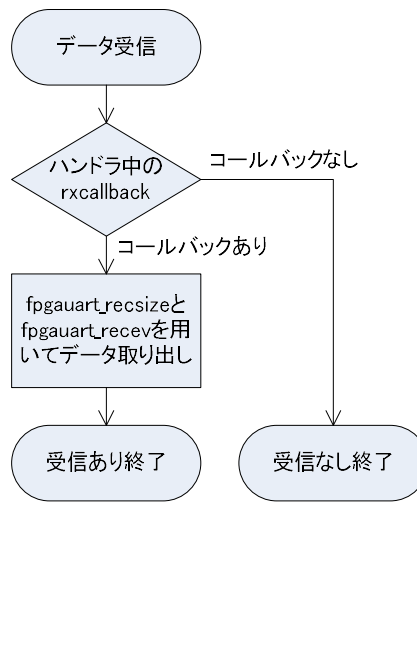 データ受信
ハンドラ中の
rxcallback
コールバックなし
コールバックあり
fpgauart_recsizeと
fpgauart_recevを用
いてデータ取り出し
受信あり終了
受信なし終了